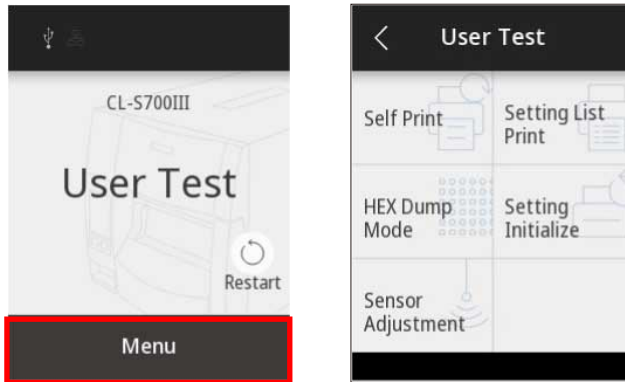 CL-S700III
User Test
Restart
Menu
User Test
Self Print
Setting List
Print
HEX Dump
Mode
Setting
Initialize
Sensor
Adjustment